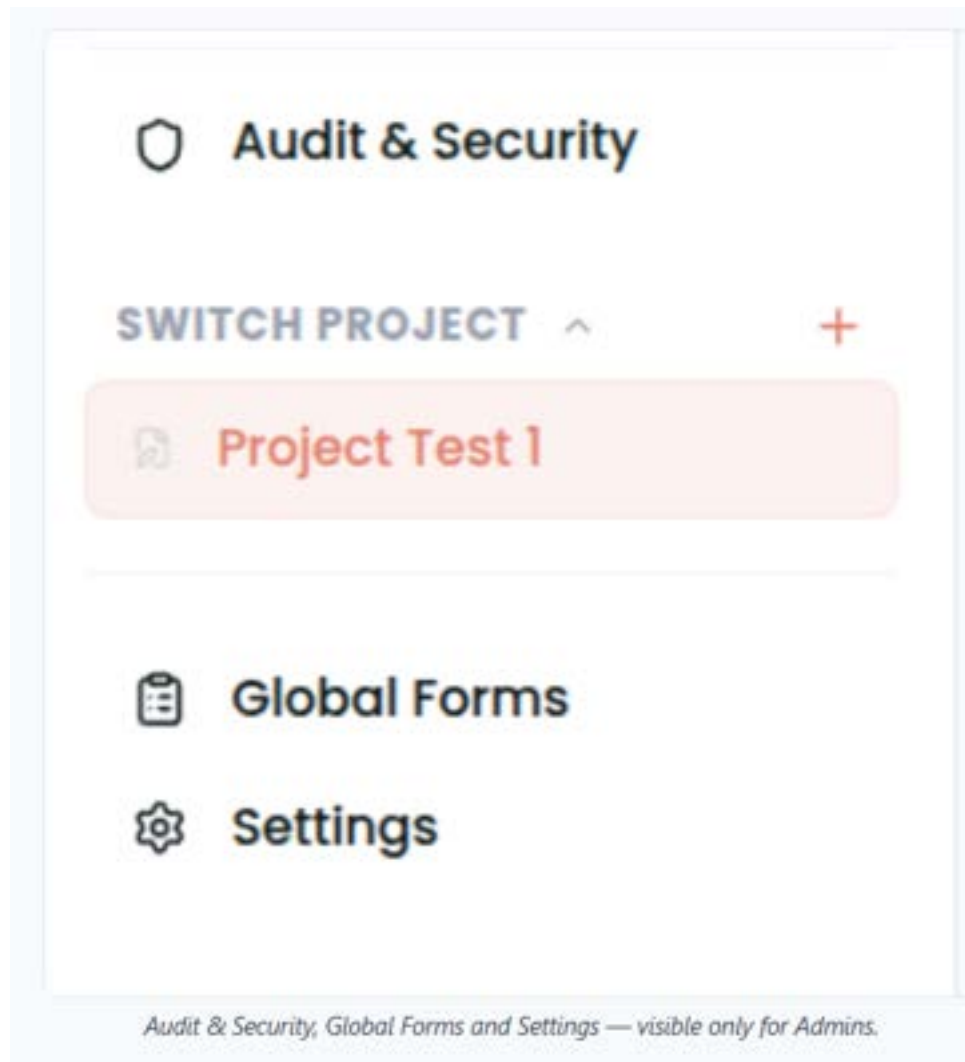 Audit & Security
SWITCH PROJECT
Project Test 1
Global Forms
Settings
Audit & Security, Global Forms and Settings — visible only for Admins.